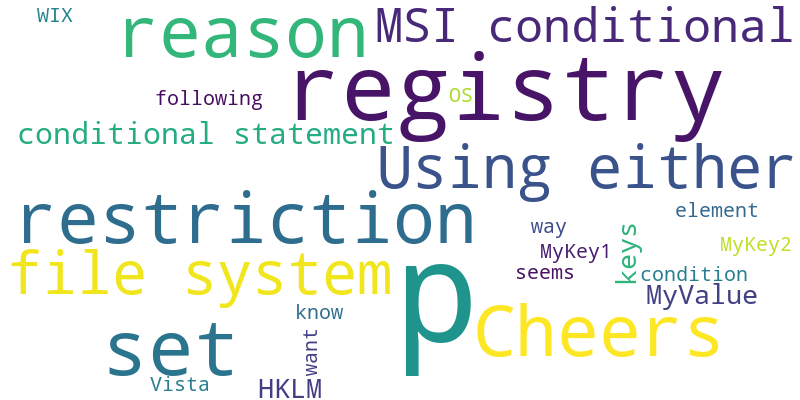 WIX
reason
MSI conditional
registry
following
OS
conditional statement
Using either
restriction
element
way
MyKey1
keys
MyKey2
file system
p
seems
condition
MyValue
Cheers
know
set
want
Vista
HKLM